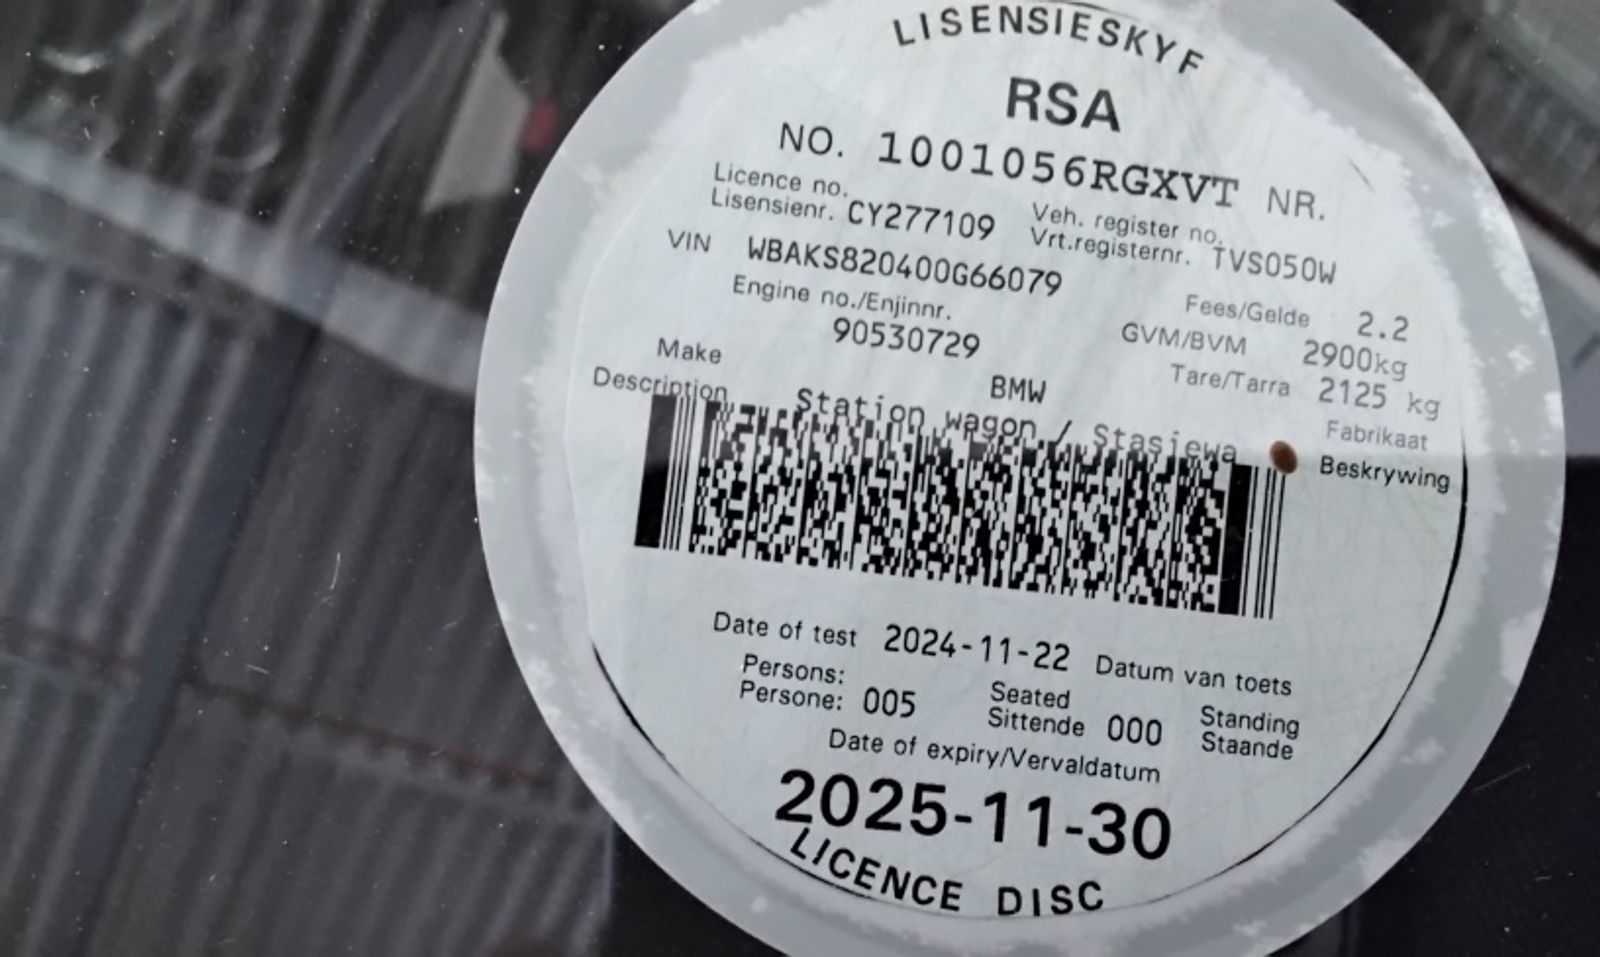 LISENSIESKYF
RSA
NO. 1001056RGXVT NR.
Licence no. Veh. register no.
Lisensienr. CY277109 Vrt.registernr. TVS050W
VIN WBAKS820400G66079
Engine no./Enjinnr. Fees/Gelde 2.2
90530729 GVM/BVM 2900kg
Make BMW Tare/Tarra 2125 kg
Description Station wagon / Stasiewa Fabrikaat
Beskrywing
Date of test 2024-11-22 Datum van toets
Persons: Seated Standing
Persone: 005 Sittende 000 Staande
Date of expiry/Vervaldatum
2025-11-30
LICENCE DISC